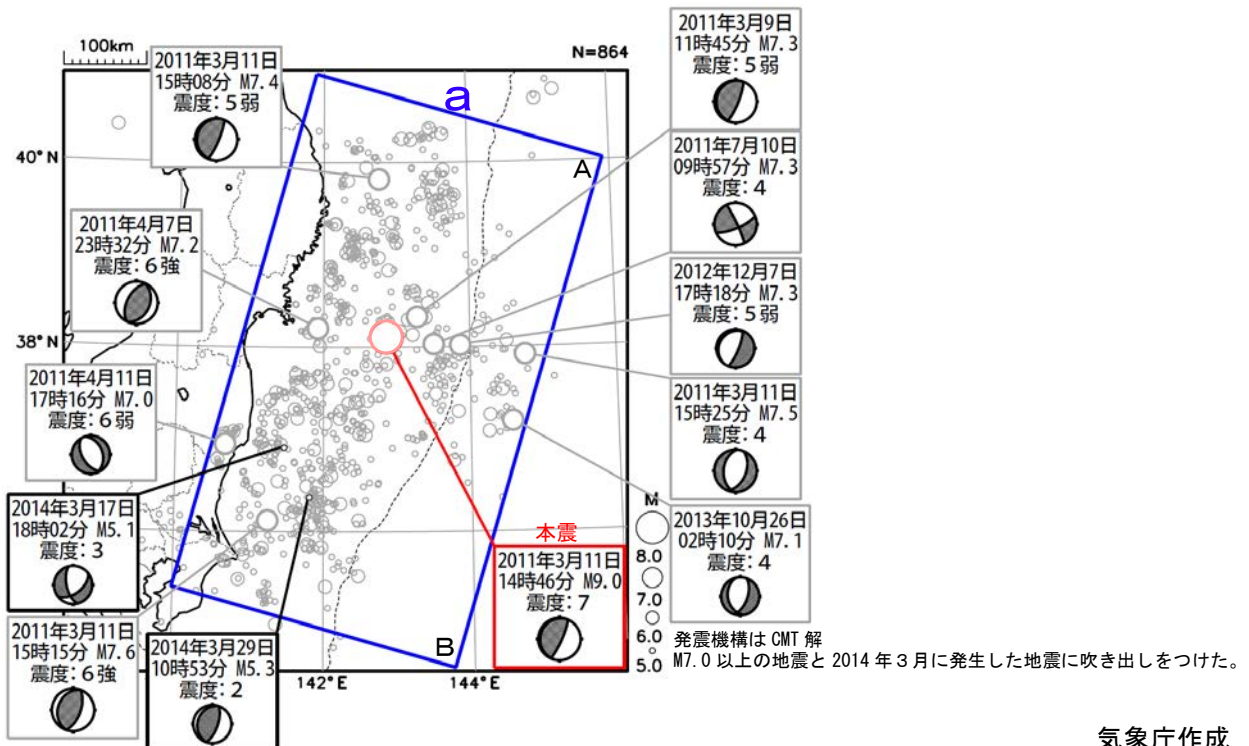 100km
N=864
2011年3月11日
15時08分 M7.4
震度：5弱
2011年4月7日
23時32分 M7.2
震度：6強
2011年4月11日
17時16分 M7.0
震度：6弱
2014年3月17日
18時02分 M5.1
震度：3
2011年3月11日
15時15分 M7.6
震度：6強
2014年3月29日
10時53分 M5.3
震度：2
40°N
38°N
142°E
144°E
a
A
B
本震
2011年3月11日
14時46分 M9.0
震度：7
2011年3月9日
11時45分 M7.3
震度：5弱
2011年7月10日
09時57分 M7.3
震度：4
2012年12月7日
17時18分 M7.3
震度：5弱
2011年3月11日
15時25分 M7.5
震度：4
2013年10月26日
02時10分 M7.1
震度：4
M
8.0
7.0
6.0
5.0
発震機構は CMT 解
M7.0 以上の地震と 2014 年３月に発生した地震に吹き出しをつけた。
気象庁作成